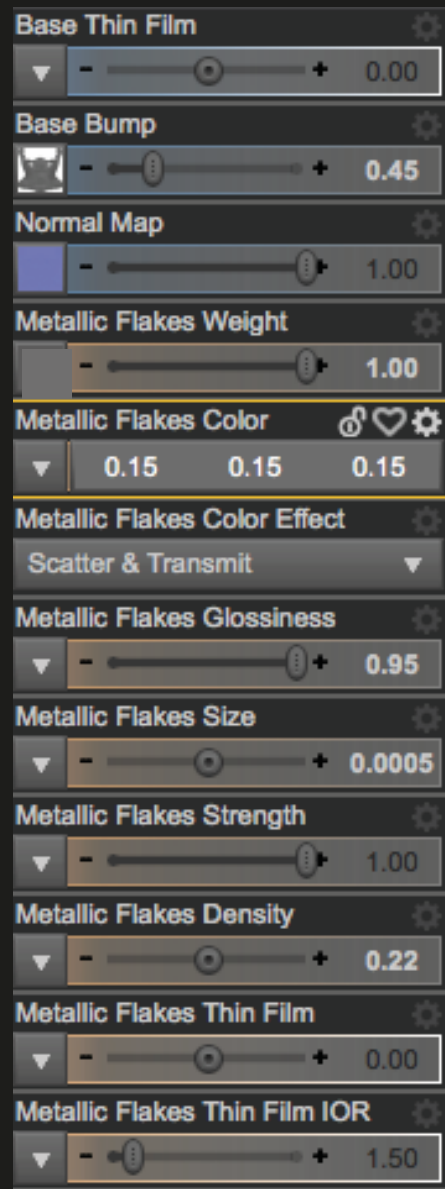 Base Thin Film
- + 0.00
Base Bump
- + 0.45
Normal Map
- + 1.00
Metallic Flakes Weight
- + 1.00
Metallic Flakes Color
0.15 0.15 0.15
Metallic Flakes Color Effect
Scatter & Transmit
Metallic Flakes Glossiness
- + 0.95
Metallic Flakes Size
- + 0.0005
Metallic Flakes Strength
- + 1.00
Metallic Flakes Density
- + 0.22
Metallic Flakes Thin Film
- + 0.00
Metallic Flakes Thin Film IOR
- + 1.50